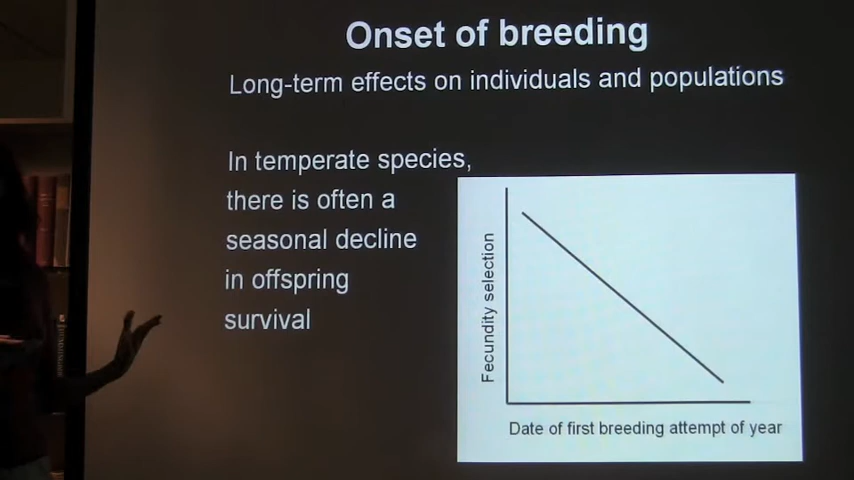 Onset of breeding
Long-term effects on individuals and populations
In temperate species,
there is often a
seasonal decline
in offspring
survival
Fecundity selection
Date of first breeding attempt of year